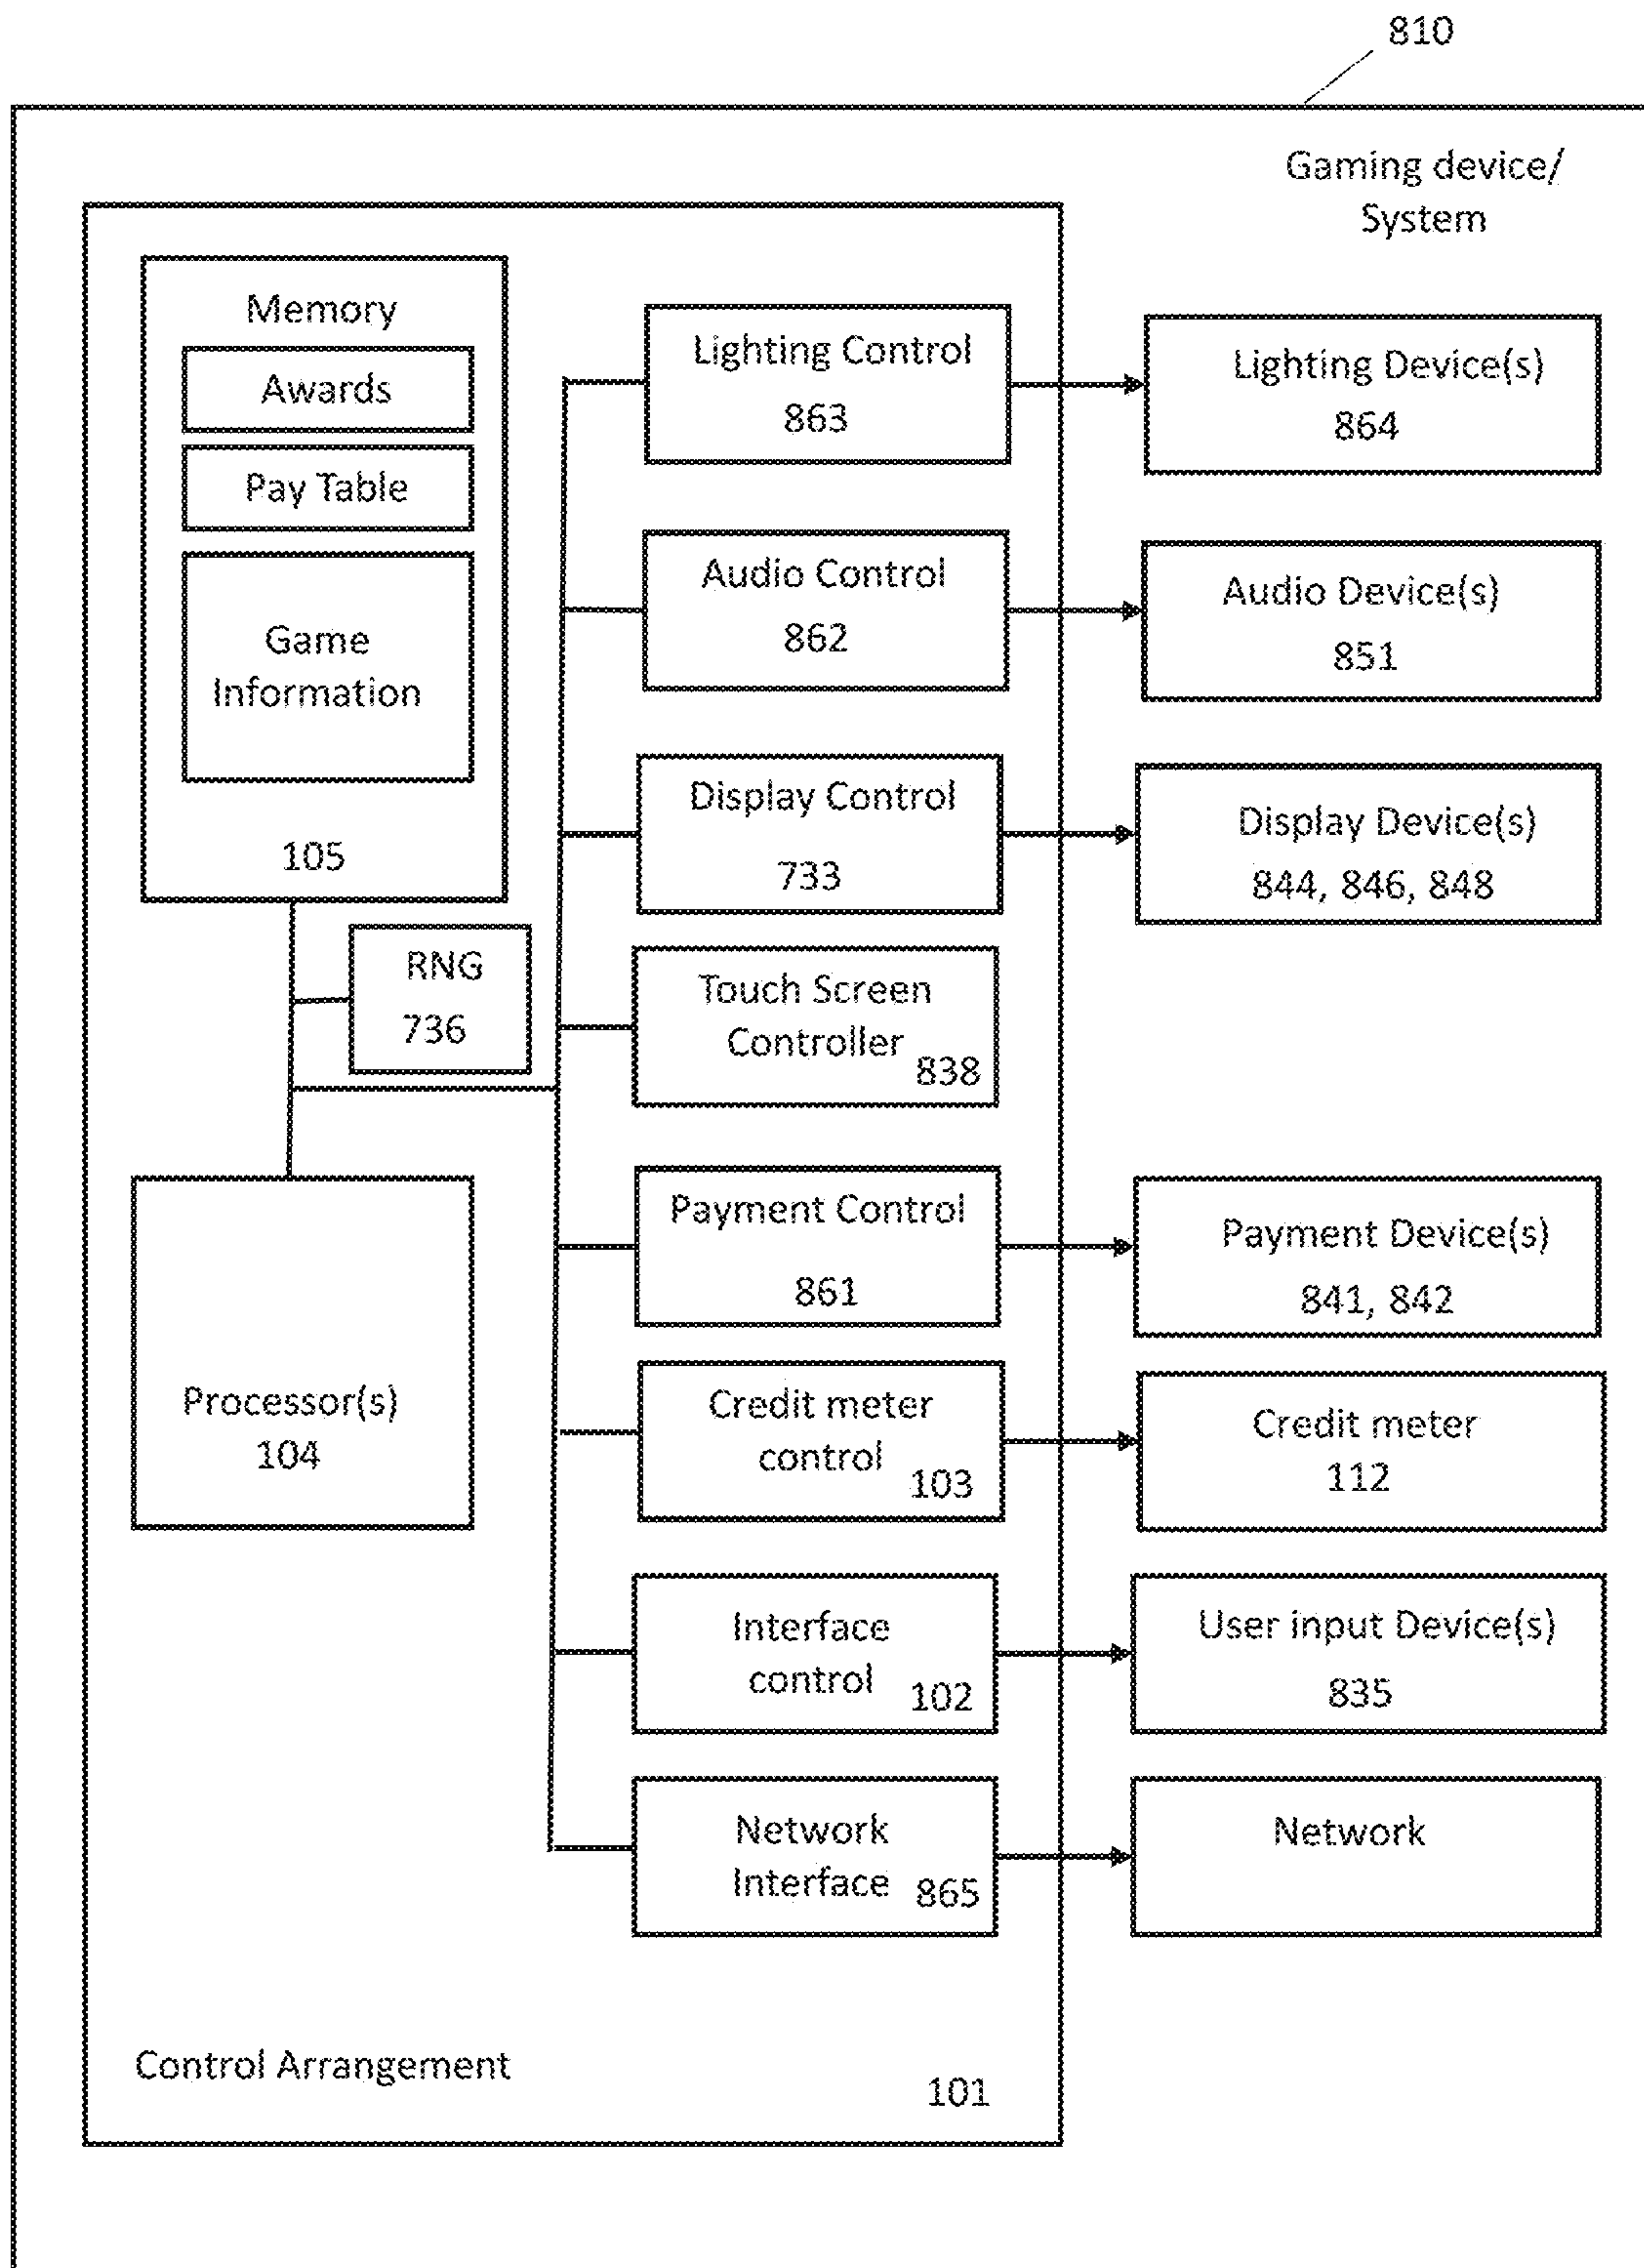 810
Gaming device/
System
Memory
Awards
Pay Table
Game
Information
105
RNG
736
Processor(s)
104
Lighting Control
863
Lighting Device(s)
864
Audio Control
862
Audio Device(s)
851
Display Control
733
Display Device(s)
844, 846, 848
Touch Screen
Controller
838
Payment Control
861
Payment Device(s)
841, 842
Credit meter
control
103
Credit meter
112
Interface
control
102
User input Device(s)
835
Network
Interface
865
Network
Control Arrangement
101